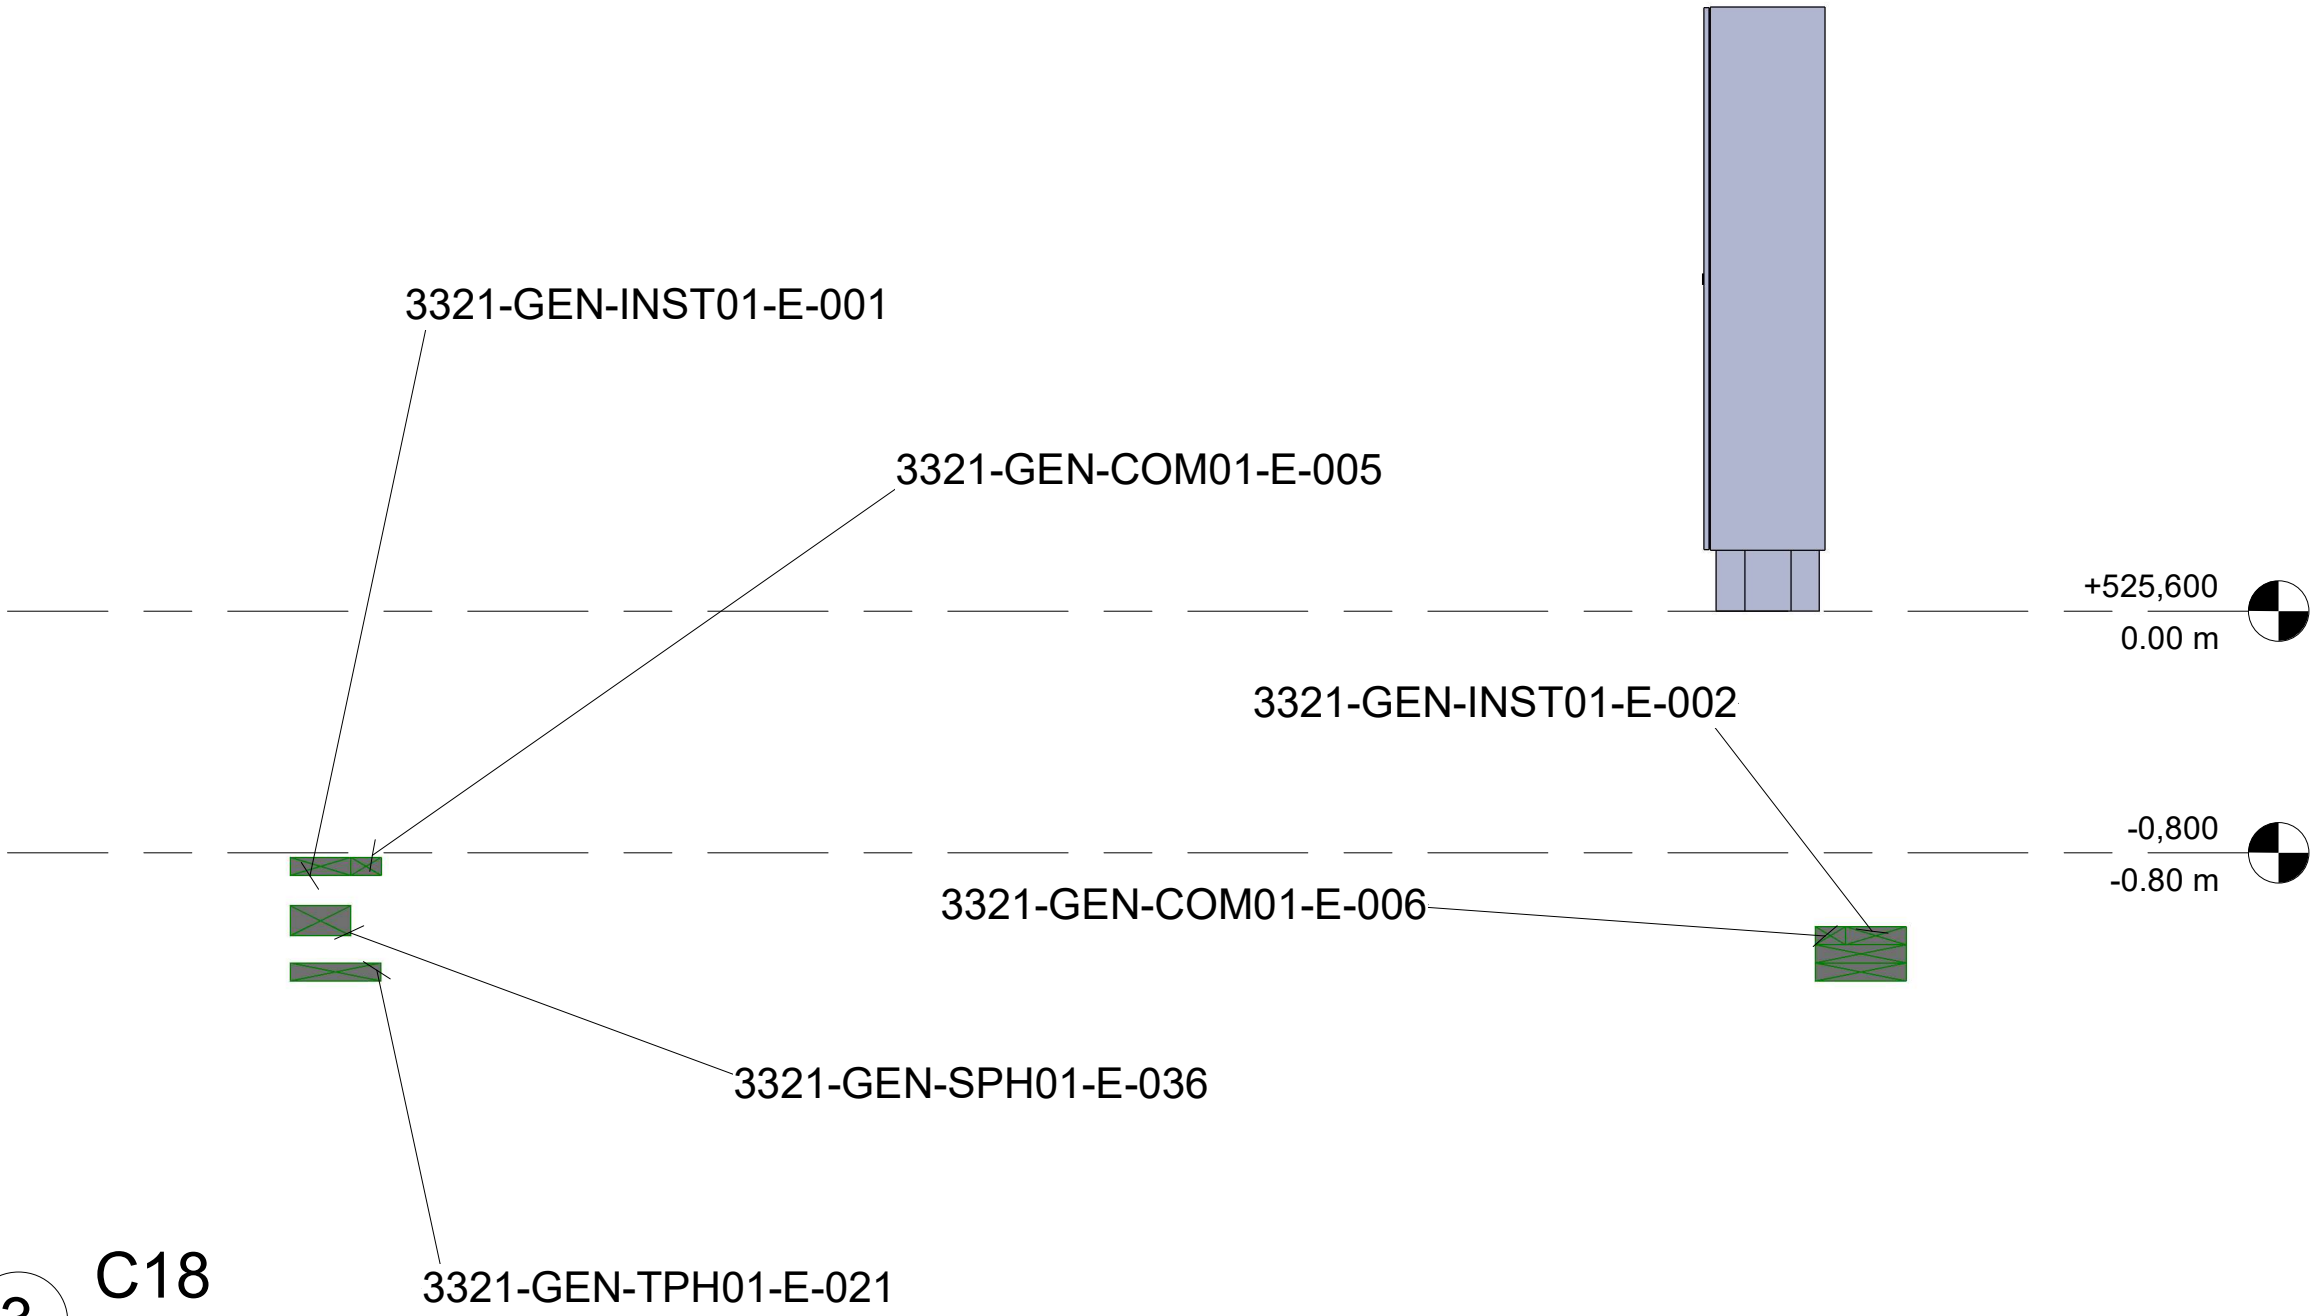 3321-GEN-INST01-E-001
3321-GEN-COM01-E-005
+525,600
0.00 m
3321-GEN-INST01-E-002
-0,800
-0.80 m
3321-GEN-COM01-E-006
3321-GEN-SPH01-E-036
C18
3321-GEN-TPH01-E-021